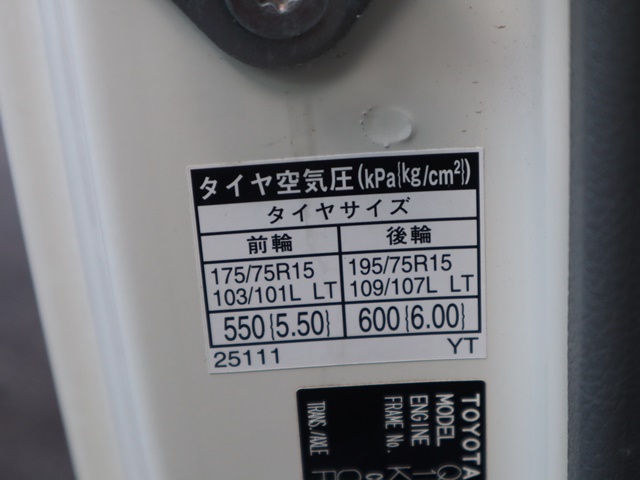 タイヤ空気圧(kPa{kg/cm²})
タイヤサイズ
前輪 後輪
175/75R15 195/75R15
103/101L LT 109/107L LT
550{5.50} 600{6.00}
25111 YT
TOYOTA
MODEL
ENGINE
FRAME No.
TRANS./AXLE